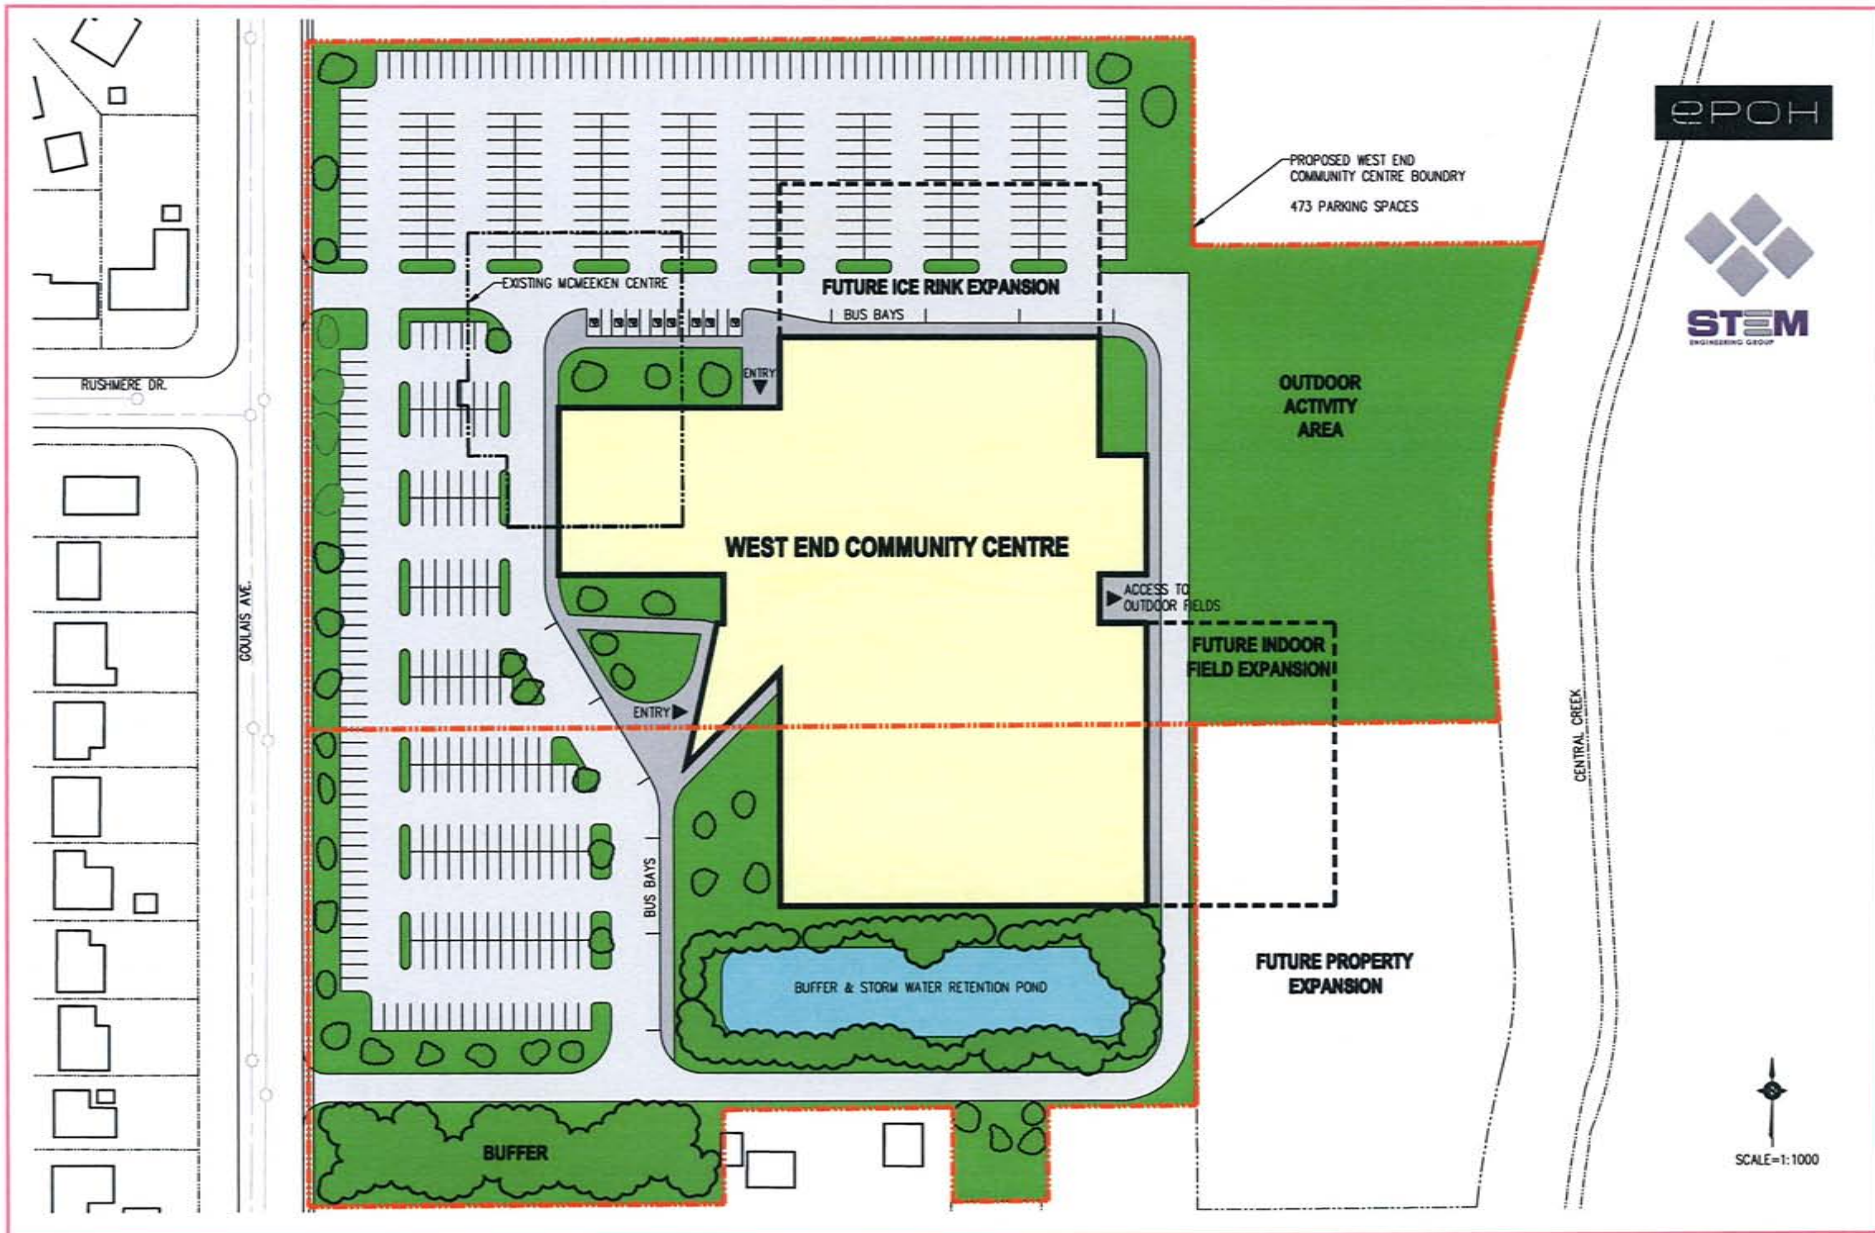 ePOH
PROPOSED WEST END
COMMUNITY CENTRE BOUNDRY
473 PARKING SPACES
STEM
ENGINEERING GROUP
EXISTING MCMEEKEN CENTRE
FUTURE ICE RINK EXPANSION
BUS BAYS
RUSHMERE DR.
ENTRY
OUTDOOR
ACTIVITY
AREA
WEST END COMMUNITY CENTRE
ACCESS TO
OUTDOOR FIELDS
GOULAIS AVE.
FUTURE INDOOR
FIELD EXPANSION
ENTRY
CENTRAL CREEK
BUS BAYS
FUTURE PROPERTY
EXPANSION
BUFFER & STORM WATER RETENTION POND
BUFFER
SCALE=1:1000